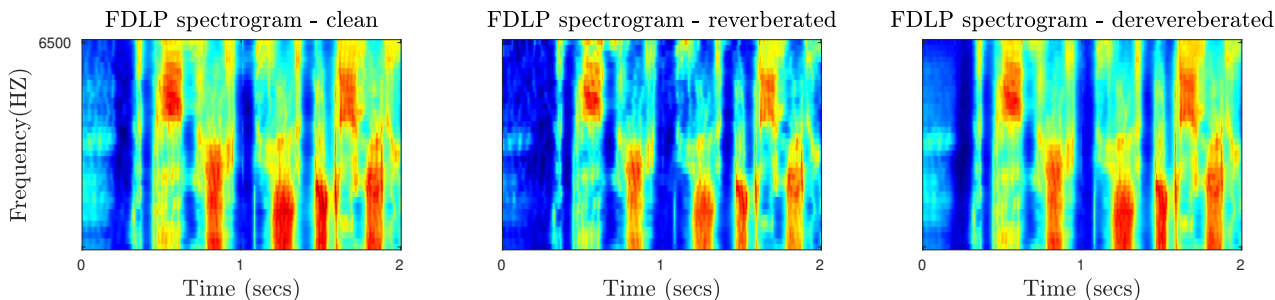 FDLP spectrogram - clean
FDLP spectrogram - reverberated
FDLP spectrogram - derevereberated
6500
Frequency(HZ)
0 1 2
0 1 2
0 1 2
Time (secs)
Time (secs)
Time (secs)